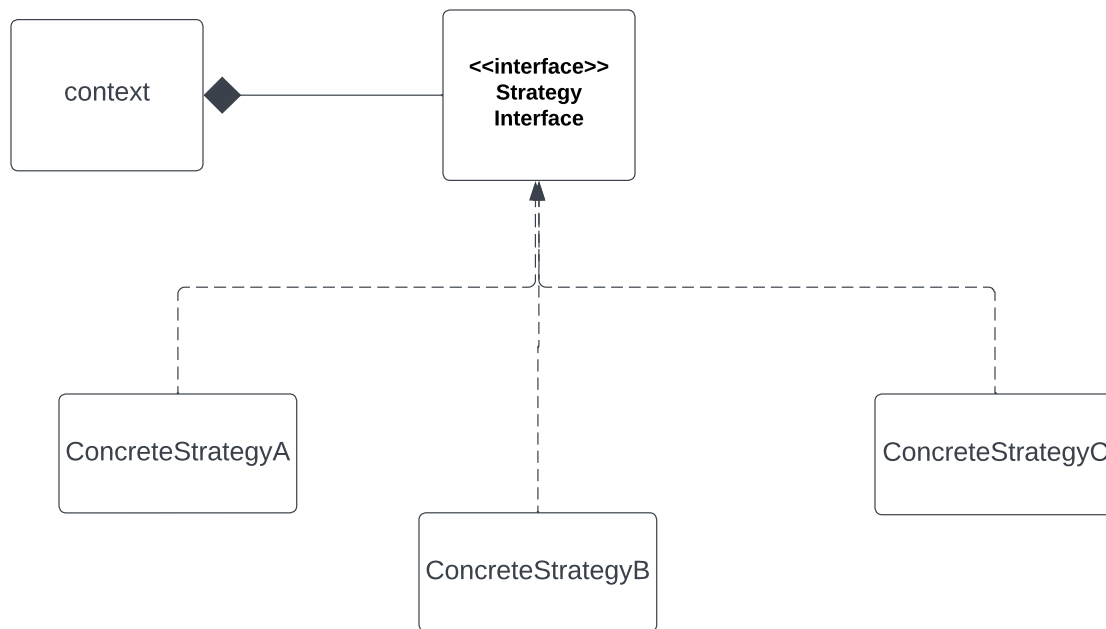 context
<<interface>>
Strategy
Interface
ConcreteStrategyA
ConcreteStrategyC
ConcreteStrategyB